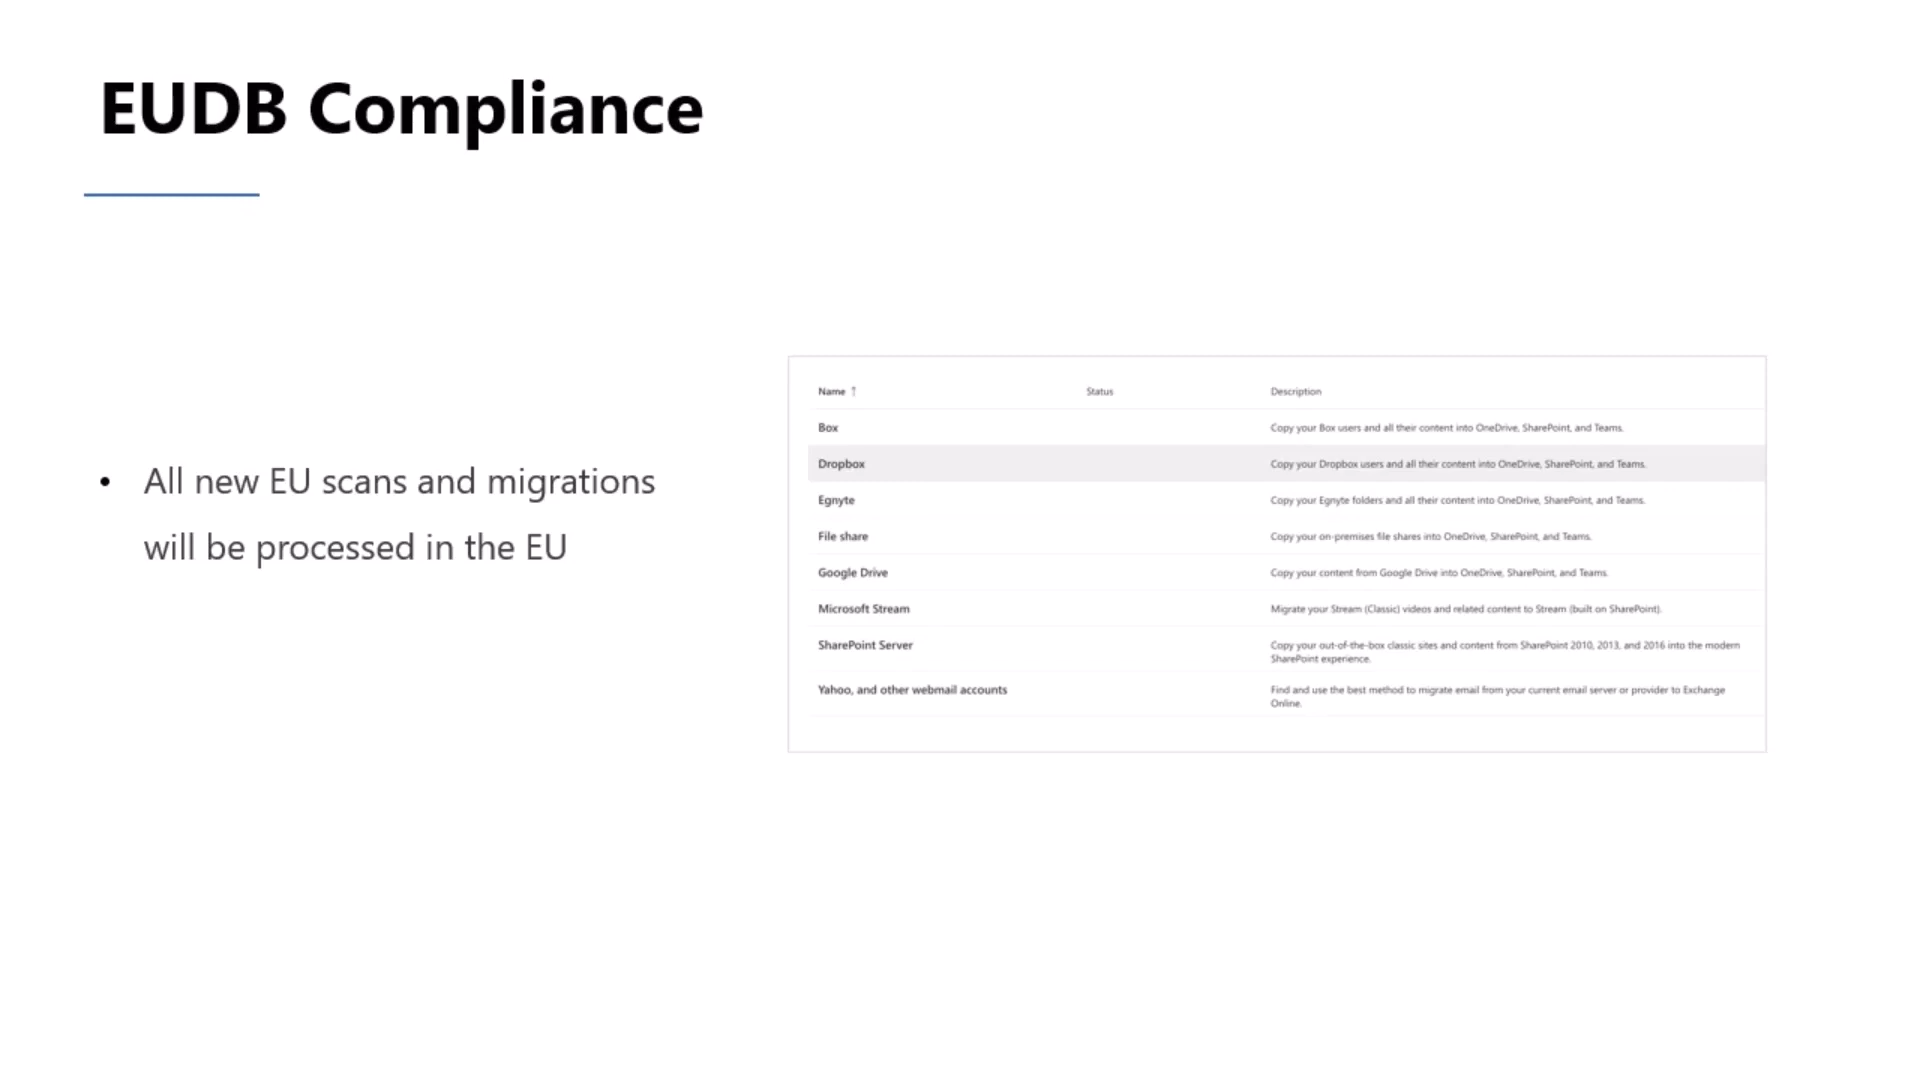 EUDB Compliance
• All new EU scans and migrations
will be processed in the EU
Name ↑ Status Description
Box Copy your Box users and all their content into OneDrive, SharePoint, and Teams.
Dropbox Copy your Dropbox users and all their content into OneDrive, SharePoint, and Teams.
Egnyte Copy your Egnyte folders and all their content into OneDrive, SharePoint, and Teams.
File share Copy your on-premises file shares into OneDrive, SharePoint, and Teams.
Google Drive Copy your content from Google Drive into OneDrive, SharePoint, and Teams.
Microsoft Stream Migrate your Stream (Classic) videos and related content to Stream (built on SharePoint).
SharePoint Server Copy your out-of-the-box classic sites and content from SharePoint 2010, 2013, and 2016 into the modern
SharePoint experience.
Yahoo, and other webmail accounts Find and use the best method to migrate email from your current email server or provider to Exchange
Online.